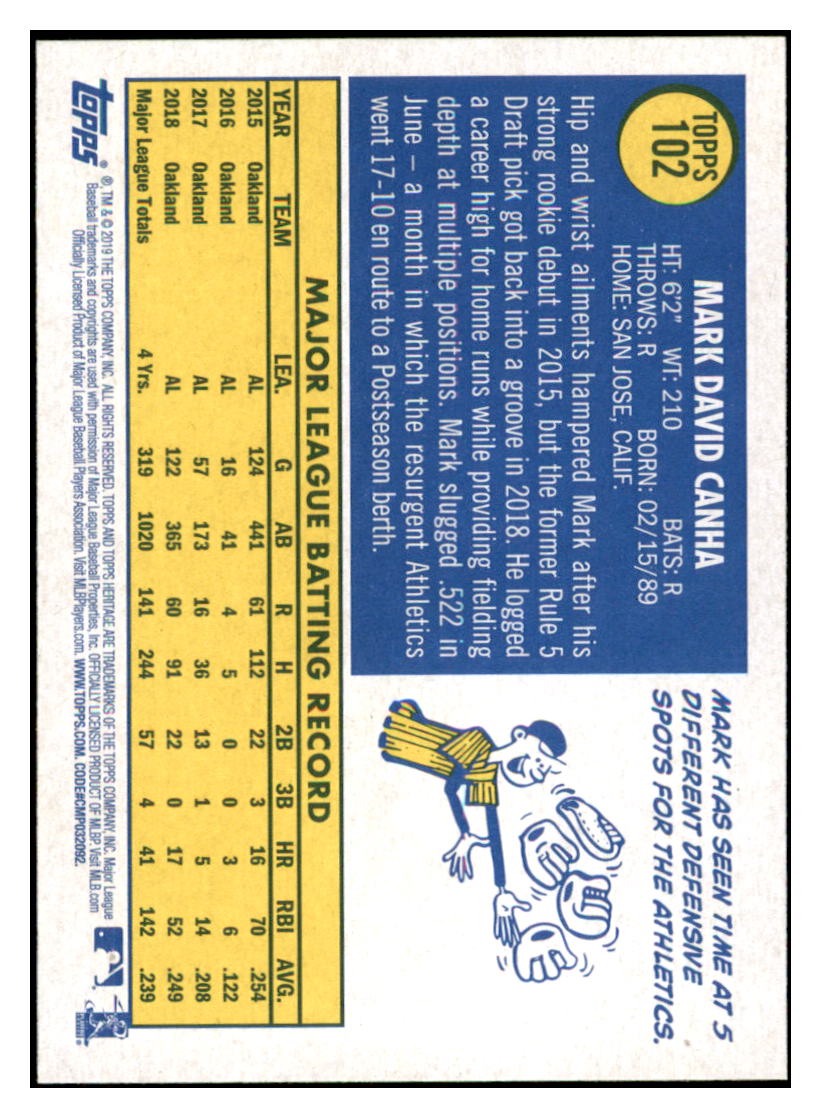 TOPPS
102
MARK DAVID CANHA
HT: 6'2" WT: 210 BATS: R
THROWS: R BORN: 02/15/89
HOME: SAN JOSE, CALIF.
Hip and wrist ailments hampered Mark after his
strong rookie debut in 2015, but the former Rule 5
Draft pick got back into a groove in 2018. He logged
a career high for home runs while providing fielding
depth at multiple positions. Mark slugged .522 in
June – a month in which the resurgent Athletics
went 17-10 en route to a Postseason berth.
MARK HAS SEEN TIME AT 5
DIFFERENT DEFENSIVE
SPOTS FOR THE ATHLETICS.
MAJOR LEAGUE BATTING RECORD
YEAR TEAM LEA. G AB R H 2B 3B HR RBI AVG.
2015 Oakland AL 124 441 61 112 22 3 16 70 .254
2016 Oakland AL 16 41 4 5 0 0 3 6 .122
2017 Oakland AL 57 173 16 36 13 1 5 14 .208
2018 Oakland AL 122 365 60 91 22 0 17 52 .249
Major League Totals 4 Yrs. 319 1020 141 244 57 4 41 142 .239
topps®
®, TM & © 2019 THE TOPPS COMPANY, INC. ALL RIGHTS RESERVED. TOPPS AND TOPPS HERITAGE ARE TRADEMARKS OF THE TOPPS COMPANY, INC. Major League
Baseball trademarks and copyrights are used with permission of Major League Baseball Properties, Inc. OFFICIALLY LICENSED PRODUCT OF MLBP. Visit MLB.com
Officially Licensed Product of Major League Baseball Players Association. Visit MLBPlayers.com. WWW.TOPPS.COM. CODE#CMP032092.